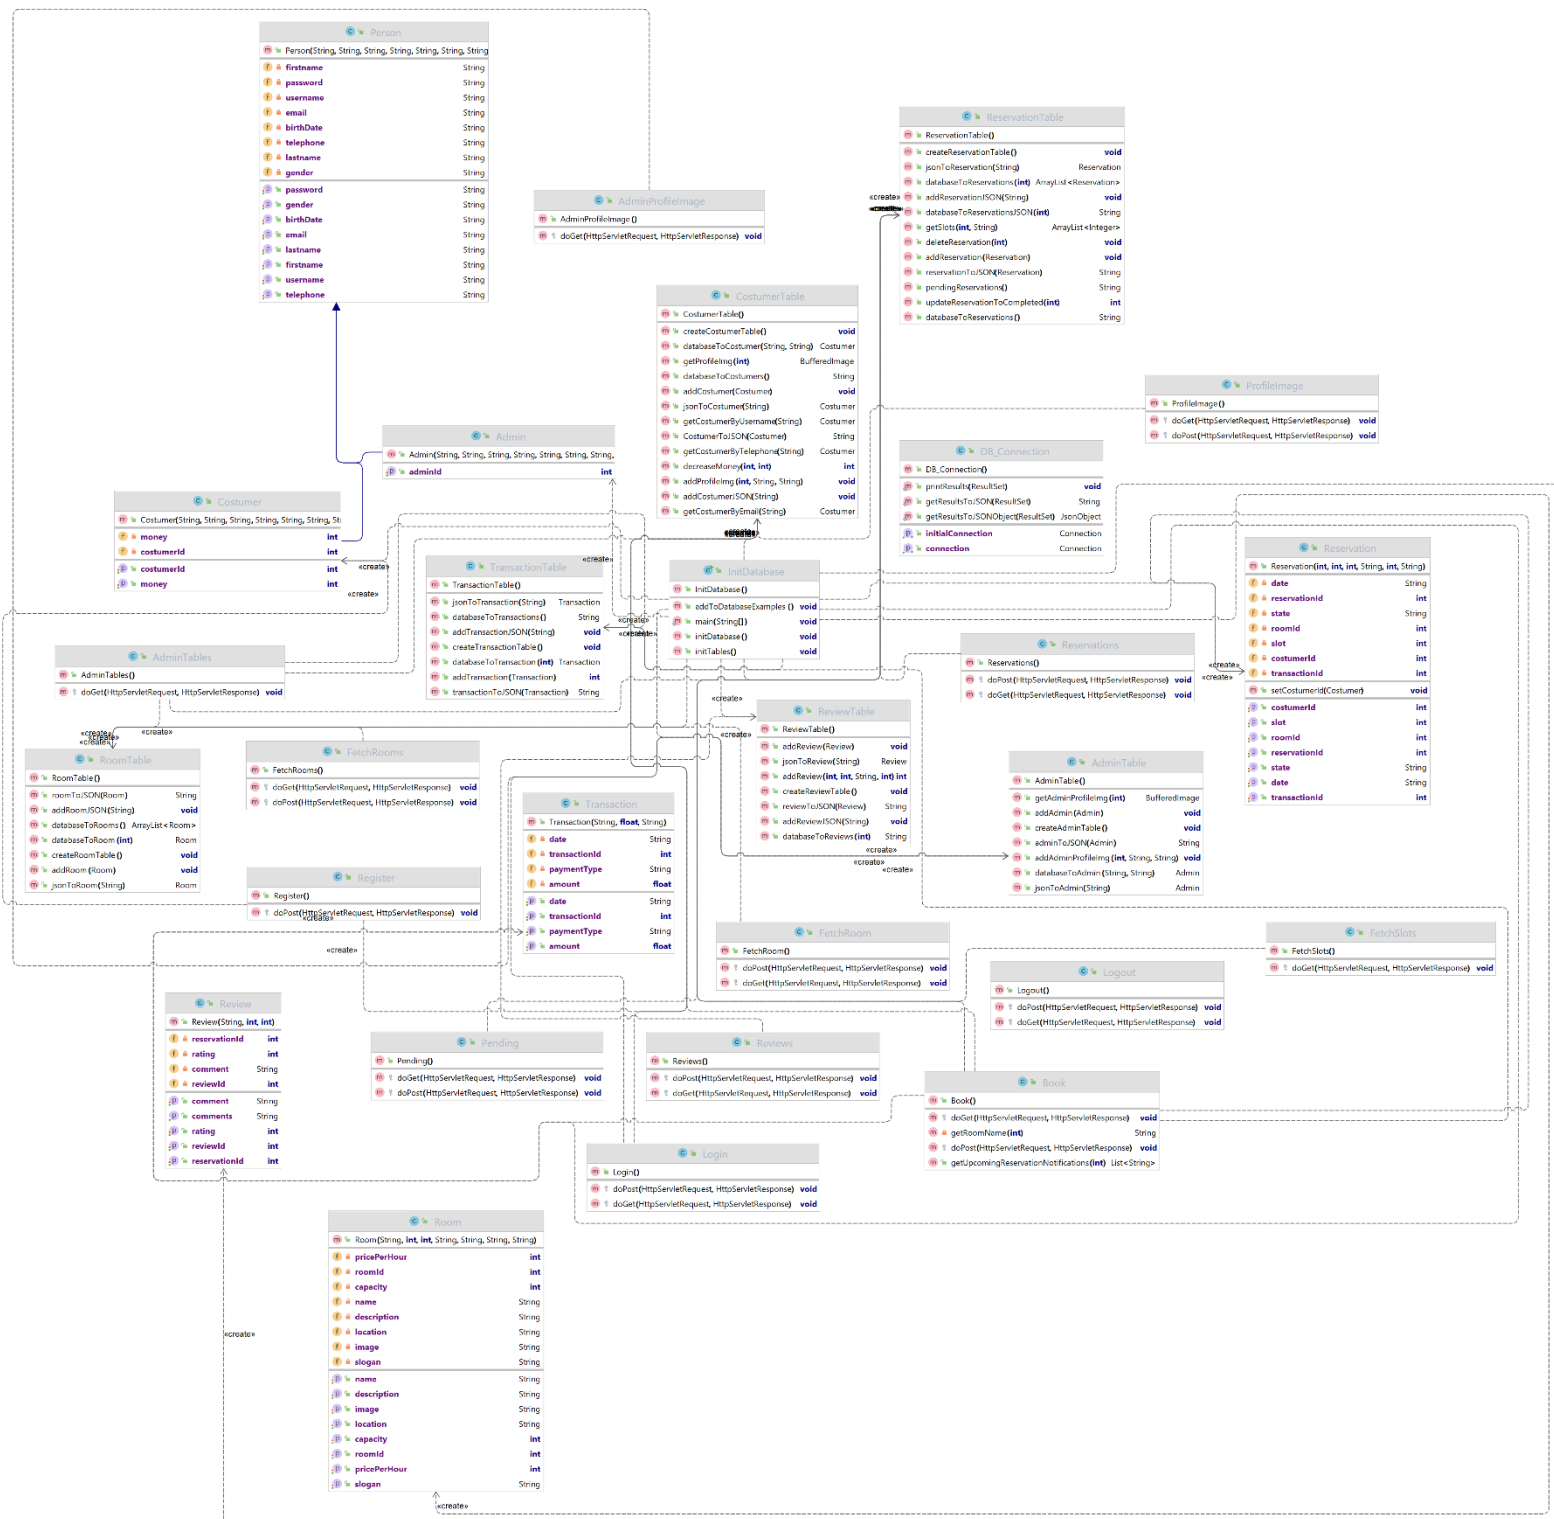 Person
Person(String, String, String, String, String, String, String
firstname String
password String
username String
email String
birthDate String
telephone String
lastname String
gender String
password String
gender String
birthDate String
email String
lastname String
firstname String
username String
telephone String
ReservationTable
ReservationTable()
createReservationTable() void
jsonToReservation(String) Reservation
databaseToReservations(int) ArrayList<Reservation>
addReservationJSON(String) void
databaseToReservationsJSON(int) String
getSlots(int, String) ArrayList<Integer>
deleteReservation(int) void
addReservation(Reservation) void
reservationToJSON(Reservation) String
pendingReservations() String
updateReservationToCompleted(int) int
databaseToReservations() String
«create»
AdminProfileImage
AdminProfileImage()
doGet(HttpServletRequest, HttpServletResponse) void
CostumerTable
CostumerTable()
createCostumerTable() void
databaseToCostumer(String, String) Costumer
getProfileImg(int) BufferedImage
databaseToCostumers() String
addCostumer(Costumer) void
jsonToCostumer(String) Costumer
getCostumerByUsername(String) Costumer
CostumerToJSON(Costumer) String
getCostumerByTelephone(String) Costumer
decreaseMoney(int, int) int
addProfileImg(int, String, String) void
addCostumerJSON(String) void
getCostumerByEmail(String) Costumer
ProfileImage
ProfileImage()
doGet(HttpServletRequest, HttpServletResponse) void
doPost(HttpServletRequest, HttpServletResponse) void
Admin
Admin(String, String, String, String, String, String,
adminId int
DB_Connection
DB_Connection()
printResults(ResultSet) void
getResultsToJSON(ResultSet) String
getResultsToJSONObject(ResultSet) JsonObject
initialConnection Connection
connection Connection
Costumer
Costumer(String, String, String, String, String, String, St
money int
costumerId int
costumerId int
money int
«create»
«create»
«create»
TransactionTable
TransactionTable()
jsonToTransaction(String) Transaction
databaseToTransactions() String
addTransactionJSON(String) void
createTransactionTable() void
databaseToTransaction(int) Transaction
addTransaction(Transaction) int
transactionToJSON(Transaction) String
InitDatabase
InitDatabase()
addToDatabaseExamples() void
main(String[]) void
initDatabase() void
initTables() void
«create»
Reservation
Reservation(int, int, int, String, int, String)
date String
reservationId int
state String
roomId int
slot int
costumerId int
transactionId int
setCostumerId(Costumer) void
costumerId int
slot int
roomId int
reservationId int
state String
date String
transactionId int
«create»
«create»
Reservations
Reservations()
doPost(HttpServletRequest, HttpServletResponse) void
doGet(HttpServletRequest, HttpServletResponse) void
AdminTables
AdminTables()
doGet(HttpServletRequest, HttpServletResponse) void
«create»
«create»
«create»
RoomTable
RoomTable()
roomToJSON(Room) String
addRoomJSON(String) void
databaseToRooms() ArrayList<Room>
databaseToRoom(int) Room
createRoomTable() void
addRoom(Room) void
jsonToRoom(String) Room
FetchRooms
FetchRooms()
doGet(HttpServletRequest, HttpServletResponse) void
doPost(HttpServletRequest, HttpServletResponse) void
«create»
ReviewTable
ReviewTable()
addReview(Review) void
jsonToReview(String) Review
addReview(int, int, String, int) int
createReviewTable() void
reviewToJSON(Review) String
addReviewJSON(String) void
databaseToReviews(int) String
AdminTable
AdminTable()
getAdminProfileImg(int) BufferedImage
addAdmin(Admin) void
createAdminTable() void
adminToJSON(Admin) String
addAdminProfileImg(int, String, String) void
databaseToAdmin(String, String) Admin
jsonToAdmin(String) Admin
«create»
«create»
«create»
Transaction
Transaction(String, float, String)
date String
transactionId int
paymentType String
amount float
date String
transactionId int
paymentType String
amount float
Register
Register()
doPost(HttpServletRequest, HttpServletResponse) void
«create»
«create»
FetchRoom
FetchRoom()
doPost(HttpServletRequest, HttpServletResponse) void
doGet(HttpServletRequest, HttpServletResponse) void
FetchSlots
FetchSlots()
doGet(HttpServletRequest, HttpServletResponse) void
Logout
Logout()
doPost(HttpServletRequest, HttpServletResponse) void
doGet(HttpServletRequest, HttpServletResponse) void
Review
Review(String, int, int)
reservationId int
rating int
comment String
reviewId int
comment String
comments String
rating int
reviewId int
reservationId int
Pending
Pending()
doGet(HttpServletRequest, HttpServletResponse) void
doPost(HttpServletRequest, HttpServletResponse) void
Reviews
Reviews()
doPost(HttpServletRequest, HttpServletResponse) void
doGet(HttpServletRequest, HttpServletResponse) void
Book
Book()
doGet(HttpServletRequest, HttpServletResponse) void
getRoomName(int) String
doPost(HttpServletRequest, HttpServletResponse) void
getUpcomingReservationNotifications(int) List<String>
Login
Login()
doPost(HttpServletRequest, HttpServletResponse) void
doGet(HttpServletRequest, HttpServletResponse) void
Room
Room(String, int, int, String, String, String, String)
pricePerHour int
roomId int
capacity int
name String
description String
location String
image String
slogan String
name String
description String
image String
location String
capacity int
roomId int
pricePerHour int
slogan String
«create»
«create»